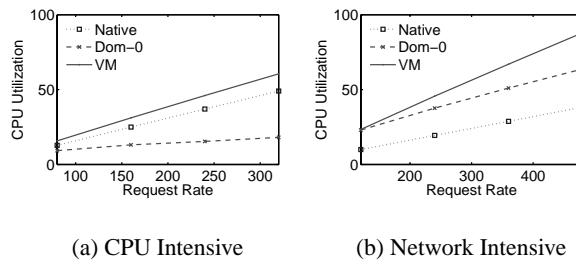 100
50
0
CPU Utilization
Native
Dom-0
VM
100 150 200 250 300
Request Rate
(a) CPU Intensive
100
50
0
CPU Utilization
Native
Dom-0
VM
200 300 400
Request Rate
(b) Network Intensive